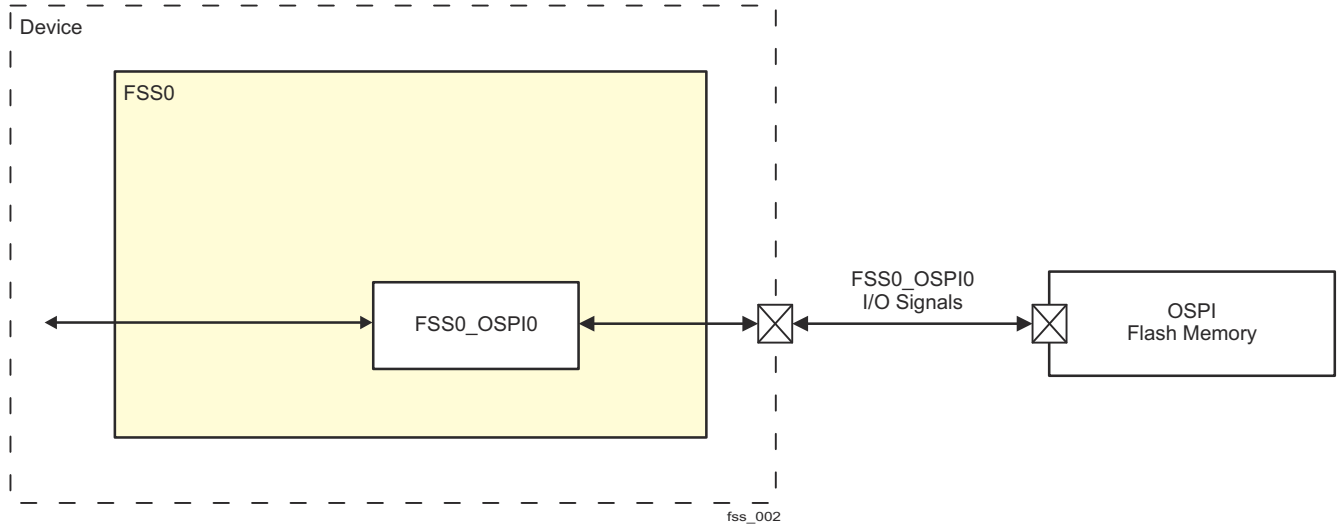 Device
FSS0
FSS0_OSPI0
FSS0_OSPI0
I/O Signals
OSPI
Flash Memory
fss_002